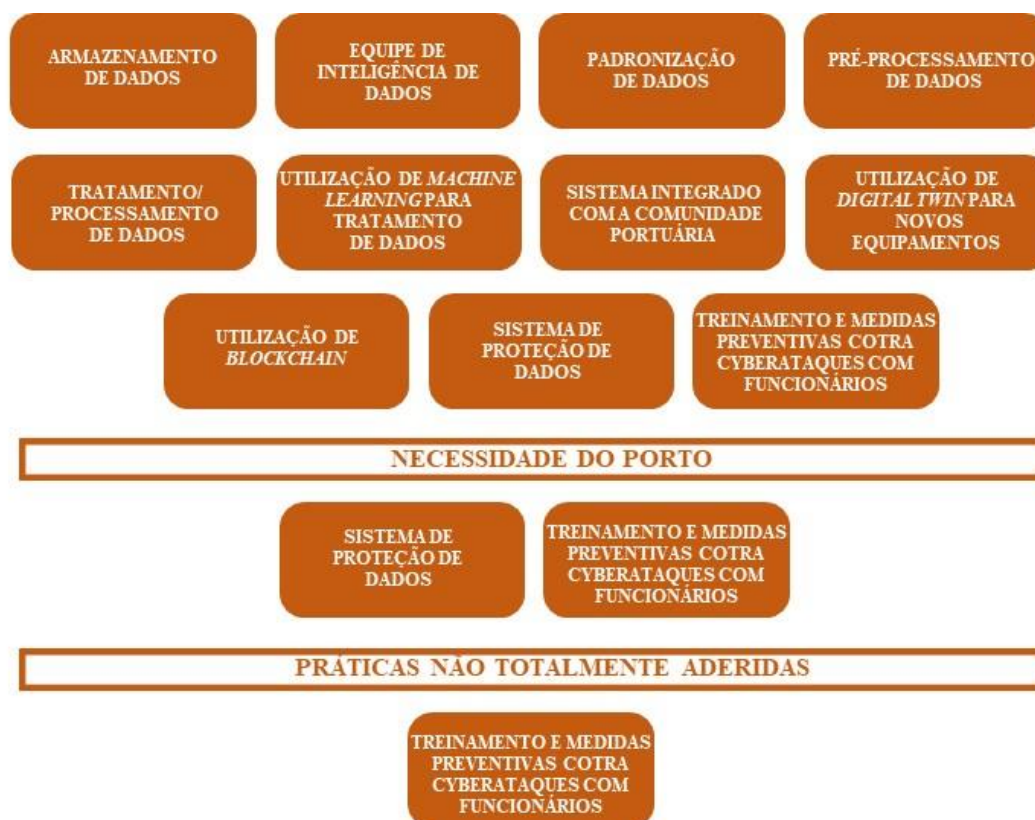 ARMAZENAMENTO
DE DADOS
EQUIPE DE
INTELIGÊNCIA DE
DADOS
PADRONIZAÇÃO
DE DADOS
PRÉ-PROCESSAMENTO
DE DADOS
TRATAMENTO/
PROCESSAMENTO
DE DADOS
UTILIZAÇÃO DE MACHINE
LEARNING PARA
TRATAMENTO
DE DADOS
SISTEMA INTEGRADO
COM A COMUNIDADE
PORTUÁRIA
UTILIZAÇÃO DE
DIGITAL TWIN PARA
NOVOS
EQUIPAMENTOS
UTILIZAÇÃO DE
BLOCKCHAIN
SISTEMA DE
PROTEÇÃO DE
DADOS
TREINAMENTO E MEDIDAS
PREVENTIVAS COTRA
CYBERATAQUES COM
FUNCIONÁRIOS
NECESSIDADE DO PORTO
SISTEMA DE
PROTEÇÃO DE
DADOS
TREINAMENTO E MEDIDAS
PREVENTIVAS COTRA
CYBERATAQUES COM
FUNCIONÁRIOS
PRÁTICAS NÃO TOTALMENTE ADERIDAS
TREINAMENTO E MEDIDAS
PREVENTIVAS COTRA
CYBERATAQUES COM
FUNCIONÁRIOS